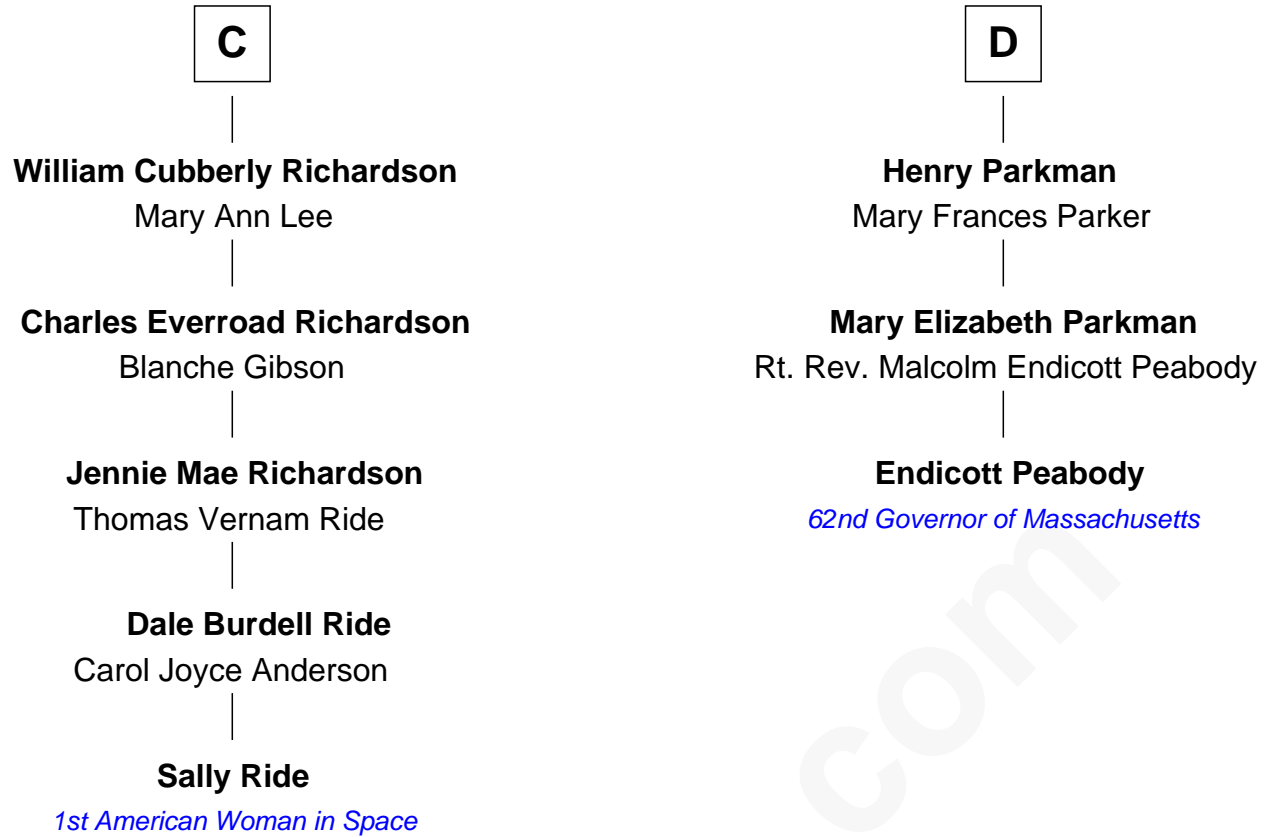 C
William Cubberly Richardson
Mary Ann Lee
Charles Everroad Richardson
Blanche Gibson
Jennie Mae Richardson
Thomas Vernam Ride
Dale Burdell Ride
Carol Joyce Anderson
Sally Ride
1st American Woman in Space
D
Henry Parkman
Mary Frances Parker
Mary Elizabeth Parkman
Rt. Rev. Malcolm Endicott Peabody
Endicott Peabody
62nd Governor of Massachusetts
com